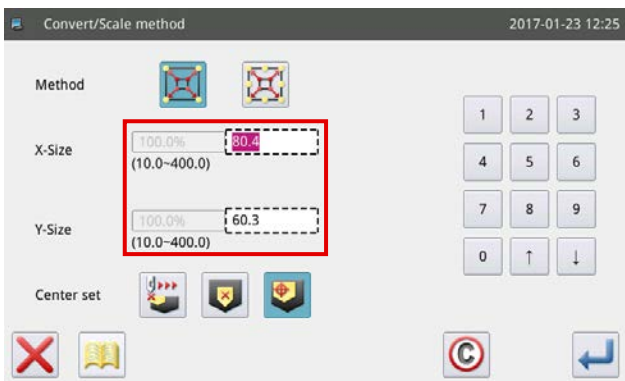 Convert/Scale method 2017-01-23 12:25
Method
1 2 3
X-Size 100.0% 80.4
(10.0~400.0)
4 5 6
7 8 9
Y-Size 100.0% 60.3
(10.0~400.0)
0 ↑ ↓
Center set
C